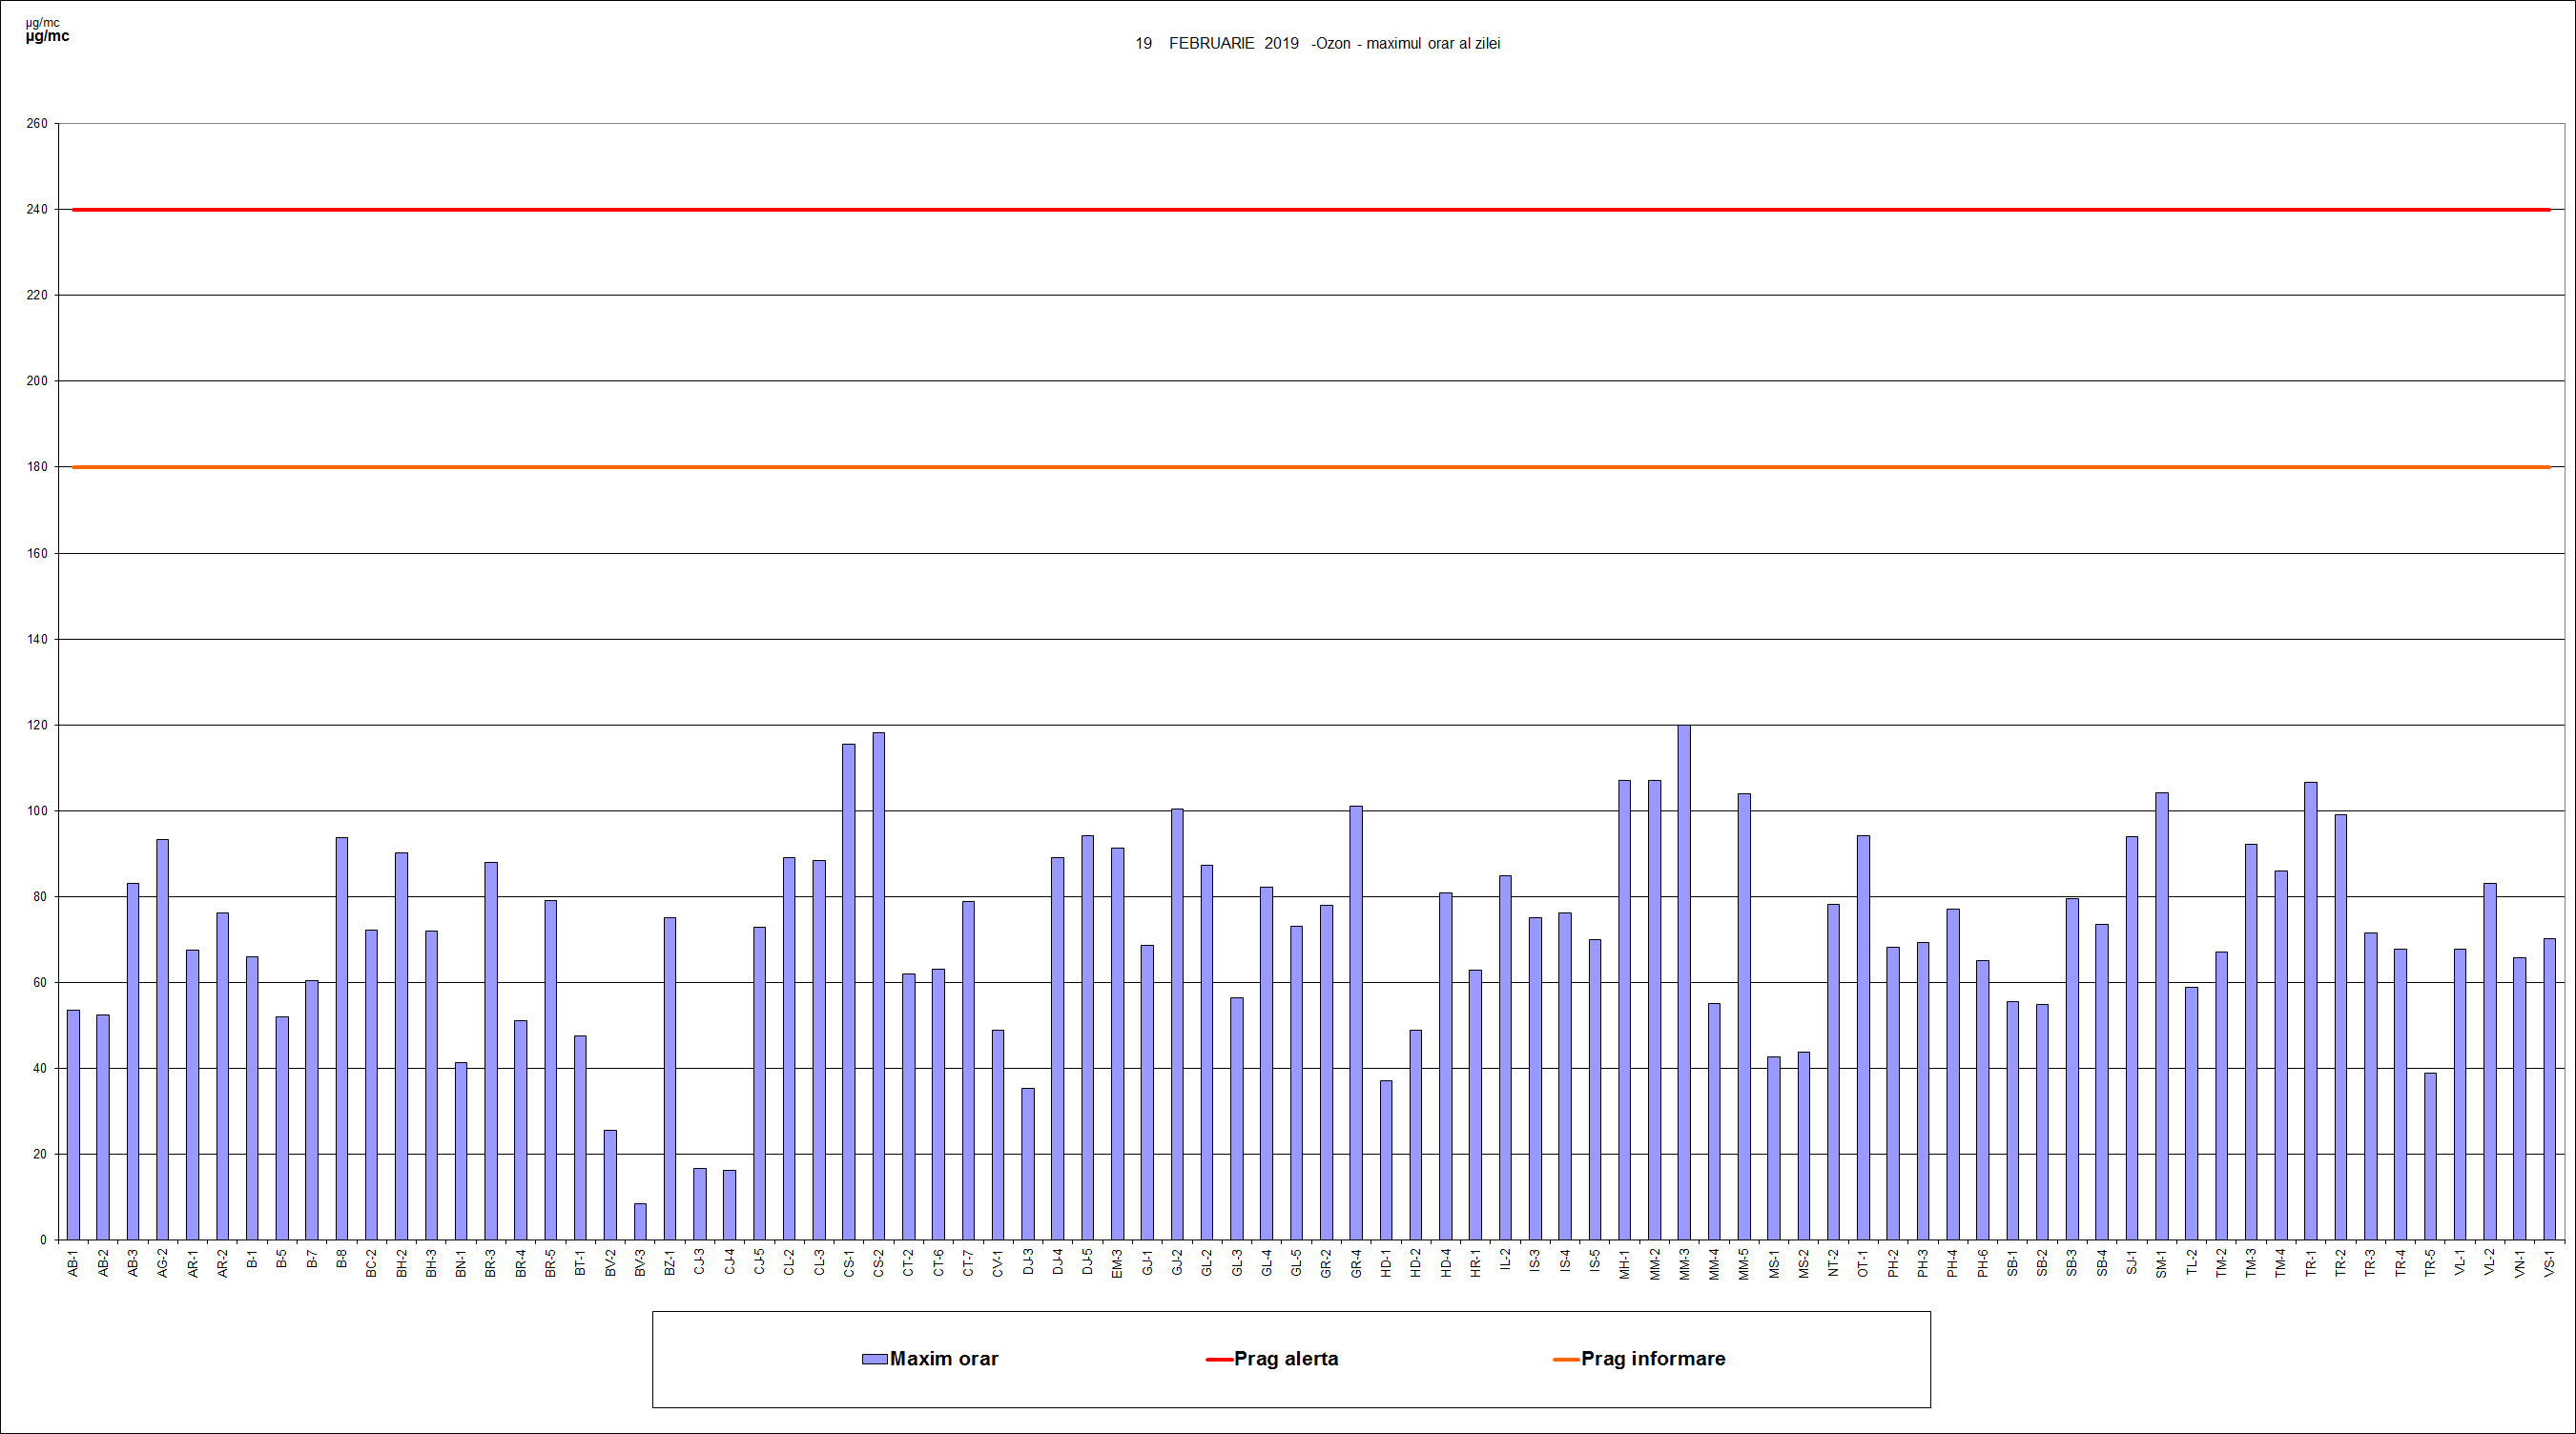 µg/mc
µg/mc
19 FEBRUARIE 2019 -Ozon - maximul orar al zilei
260
240
220
200
180
160
140
120
100
80
60
40
20
0
AB-1
AB-2
AB-3
AG-2
AR-1
AR-2
B-1
B-5
B-7
B-8
BC-2
BH-2
BH-3
BN-1
BR-3
BR-4
BR-5
BT-1
BV-2
BV-3
BZ-1
CJ-3
CJ-4
CJ-5
CL-2
CL-3
CS-1
CS-2
CT-2
CT-6
CT-7
CV-1
DJ-3
DJ-4
DJ-5
EM-3
GJ-1
GJ-2
GL-2
GL-3
GL-4
GL-5
GR-2
GR-4
HD-1
HD-2
HD-4
HR-1
IL-2
IS-3
IS-4
IS-5
MH-1
MM-2
MM-3
MM-4
MM-5
MS-1
MS-2
NT-2
OT-1
PH-2
PH-3
PH-4
PH-6
SB-1
SB-2
SB-3
SB-4
SJ-1
SM-1
TL-2
TM-2
TM-3
TM-4
TR-1
TR-2
TR-3
TR-4
TR-5
VL-1
VL-2
VN-1
VS-1
Maxim orar
Prag alerta
Prag informare